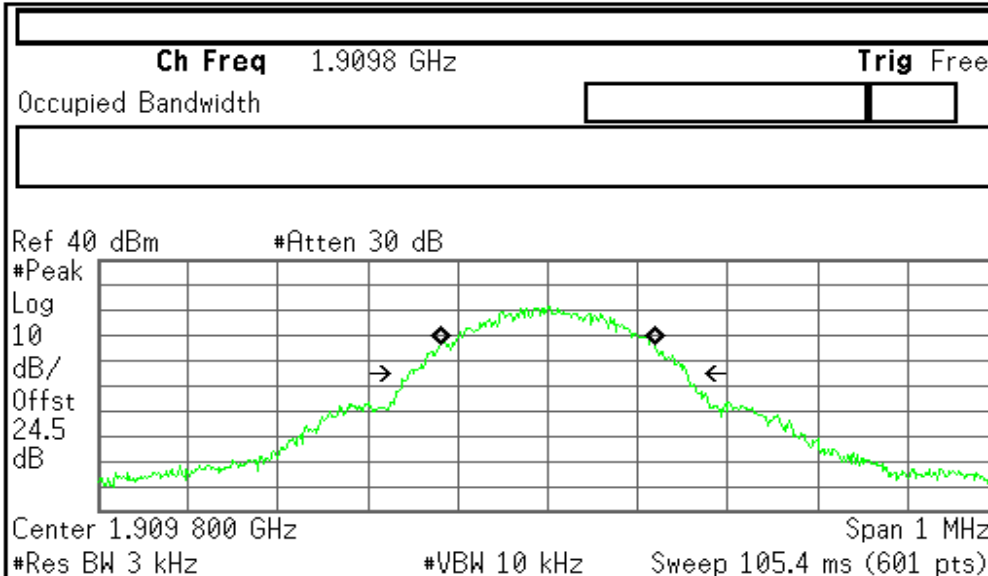 Ch Freq 1.9098 GHz Trig Free
Occupied Bandwidth
Ref 40 dBm #Atten 30 dB
#Peak
Log
10
dB/
Offst
24.5
dB
Center 1.909 800 GHz Span 1 MHz
#Res BW 3 kHz #VBW 10 kHz Sweep 105.4 ms (601 pts)